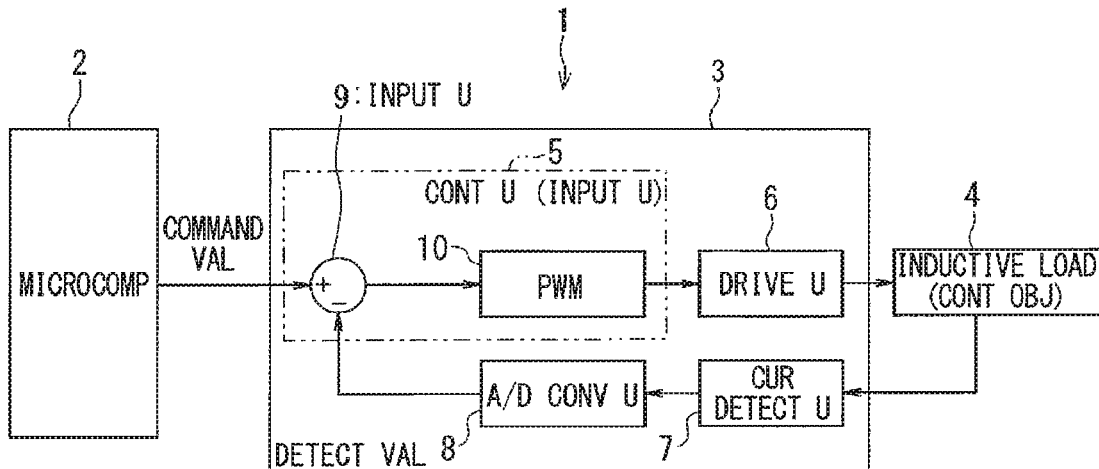 1
2
3
9:INPUT U
5
CONT U (INPUT U)
6
4
COMMAND
VAL
10
MICROCOMP
+
−
PWM
DRIVE U
INDUCTIVE LOAD
(CONT OBJ)
A/D CONV U
CUR
DETECT U
8
7
DETECT VAL